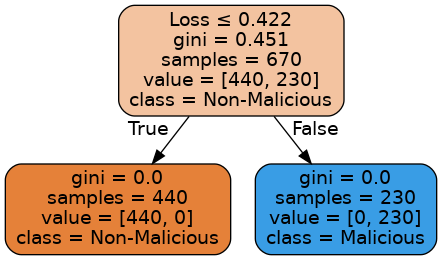 Loss ≤ 0.422
gini = 0.451
samples = 670
value = [440, 230]
class = Non-Malicious
True
False
gini = 0.0
samples = 440
value = [440, 0]
class = Non-Malicious
gini = 0.0
samples = 230
value = [0, 230]
class = Malicious